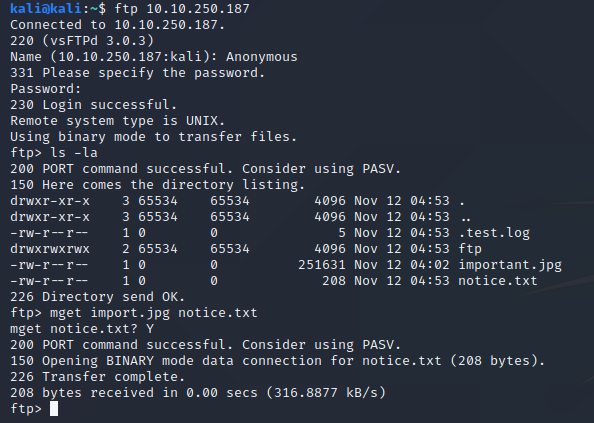 kali@kali:~$ ftp 10.10.250.187
Connected to 10.10.250.187.
220 (vsFTPd 3.0.3)
Name (10.10.250.187:kali): Anonymous
331 Please specify the password.
Password:
230 Login successful.
Remote system type is UNIX.
Using binary mode to transfer files.
ftp> ls -la
200 PORT command successful. Consider using PASV.
150 Here comes the directory listing.
drwxr-xr-x    3 65534    65534        4096 Nov 12 04:53 .
drwxr-xr-x    3 65534    65534        4096 Nov 12 04:53 ..
-rw-r--r--    1 0        0               5 Nov 12 04:53 .test.log
drwxrwxrwx    2 65534    65534        4096 Nov 12 04:53 ftp
-rw-r--r--    1 0        0          251631 Nov 12 04:02 important.jpg
-rw-r--r--    1 0        0             208 Nov 12 04:53 notice.txt
226 Directory send OK.
ftp> mget import.jpg notice.txt
mget notice.txt? Y
200 PORT command successful. Consider using PASV.
150 Opening BINARY mode data connection for notice.txt (208 bytes).
226 Transfer complete.
208 bytes received in 0.00 secs (316.8877 kB/s)
ftp>